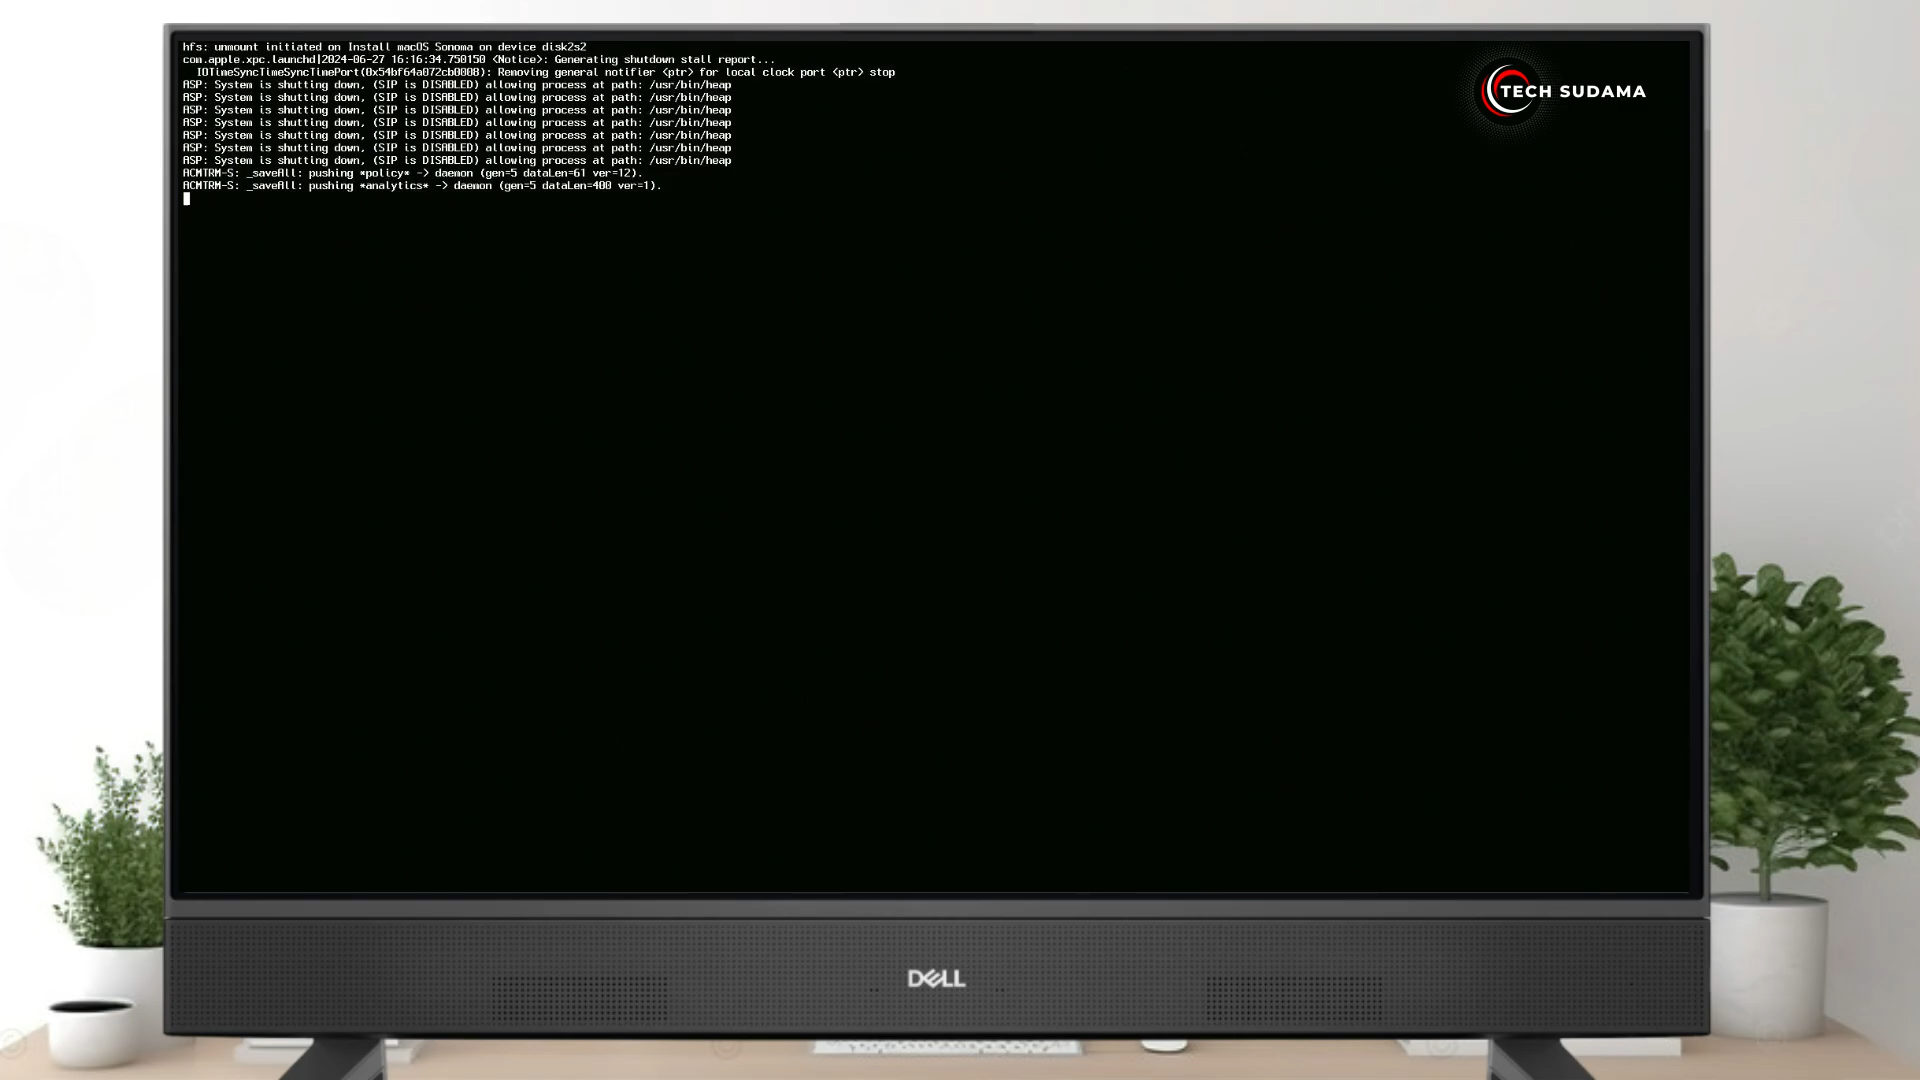 hfs: unmount initiated on Install macOS Sonoma on device disk2s2
com.apple.xpc.launchd|2024-06-27 16:16:34.750150 <Notice>: Generating shutdown stall report...
IOTimeSyncTimeSyncTimePort(0x54bf64a072cb0008): Removing general notifier <ptr> for local clock port <ptr> stop
ASP: System is shutting down, (SIP is DISABLED) allowing process at path: /usr/bin/heap
ASP: System is shutting down, (SIP is DISABLED) allowing process at path: /usr/bin/heap
ASP: System is shutting down, (SIP is DISABLED) allowing process at path: /usr/bin/heap
ASP: System is shutting down, (SIP is DISABLED) allowing process at path: /usr/bin/heap
ASP: System is shutting down, (SIP is DISABLED) allowing process at path: /usr/bin/heap
ASP: System is shutting down, (SIP is DISABLED) allowing process at path: /usr/bin/heap
ASP: System is shutting down, (SIP is DISABLED) allowing process at path: /usr/bin/heap
ACMTRM-S: _saveAll: pushing *policy* -> daemon (gen=5 dataLen=61 ver=12).
ACMTRM-S: _saveAll: pushing *analytics* -> daemon (gen=5 dataLen=400 ver=1).
TECH SUDAMA
DELL